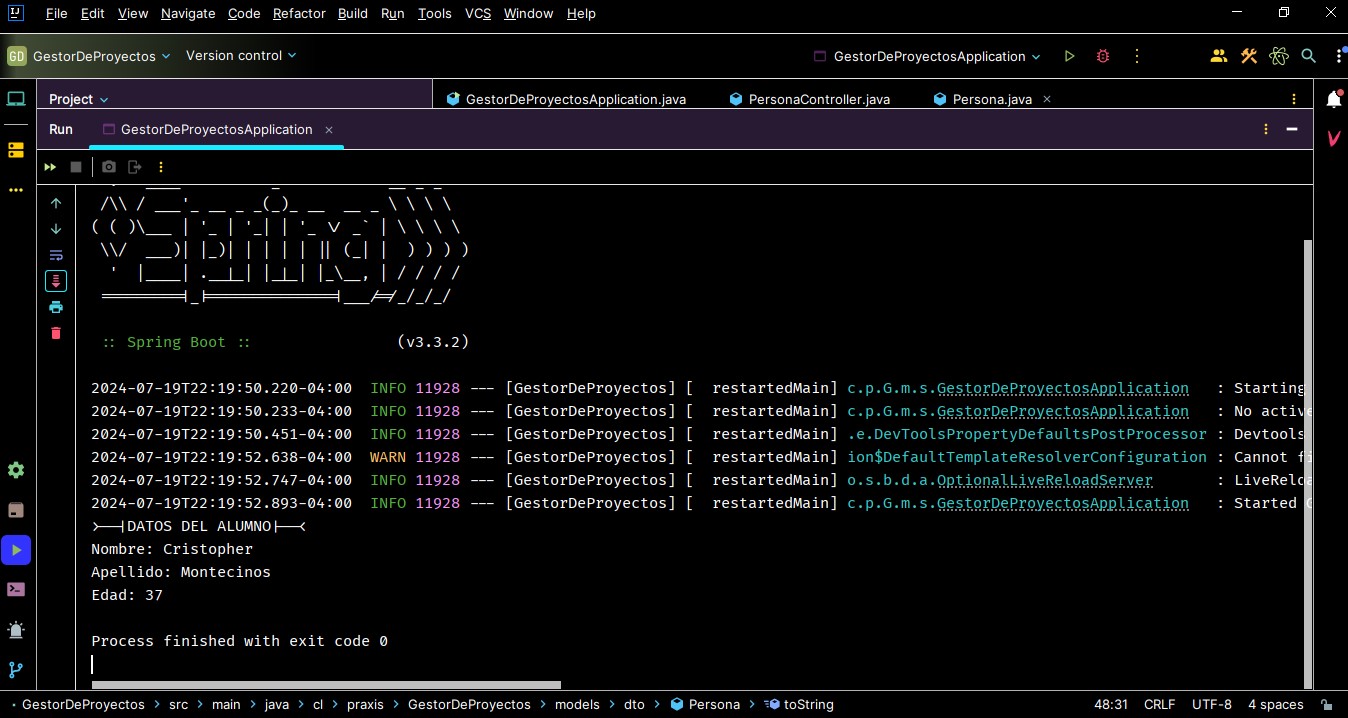 IJ File Edit View Navigate Code Refactor Build Run Tools VCS Window Help
GD GestorDeProyectos Version control GestorDeProyectosApplication
Project GestorDeProyectosApplication.java PersonaController.java Persona.java
Run GestorDeProyectosApplication
:: Spring Boot :: (v3.3.2)
2024-07-19T22:19:50.220-04:00 INFO 11928 --- [GestorDeProyectos] [ restartedMain] c.p.G.m.s.GestorDeProyectosApplication : Starting
2024-07-19T22:19:50.233-04:00 INFO 11928 --- [GestorDeProyectos] [ restartedMain] c.p.G.m.s.GestorDeProyectosApplication : No active
2024-07-19T22:19:50.451-04:00 INFO 11928 --- [GestorDeProyectos] [ restartedMain] .e.DevToolsPropertyDefaultsPostProcessor : Devtools
2024-07-19T22:19:52.638-04:00 WARN 11928 --- [GestorDeProyectos] [ restartedMain] ion$DefaultTemplateResolverConfiguration : Cannot
2024-07-19T22:19:52.747-04:00 INFO 11928 --- [GestorDeProyectos] [ restartedMain] o.s.b.d.a.OptionalLiveReloadServer : LiveReloa
2024-07-19T22:19:52.893-04:00 INFO 11928 --- [GestorDeProyectos] [ restartedMain] c.p.G.m.s.GestorDeProyectosApplication : Started
>---|DATOS DEL ALUMNO|---<
Nombre: Cristopher
Apellido: Montecinos
Edad: 37
Process finished with exit code 0
GestorDeProyectos > src > main > java > cl > praxis > GestorDeProyectos > models > dto > Persona > toString 48:31 CRLF UTF-8 4 spaces